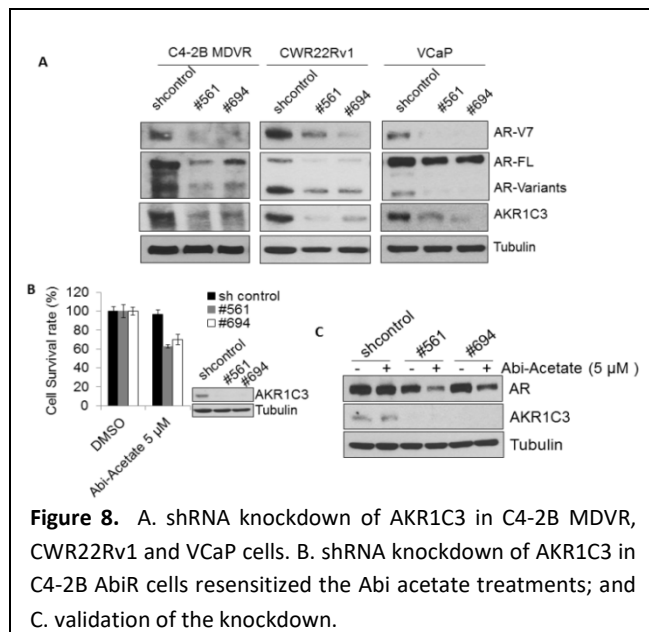 A
C4-2B MDVR CWR22Rv1 VCaP
shcontrol #561 #694 shcontrol #561 #694 shcontrol #561 #694
AR-V7
AR-FL
AR-Variants
AKR1C3
Tubulin
B
Cell Survival rate (%)
120
100
80
60
40
20
0
sh control
#561
#694
DMSO
Abi-Acetate 5 µM
shcontrol #561 #694
AKR1C3
Tubulin
C
shcontrol #561 #694
- + - + - + Abi-Acetate (5 µM )
AR
AKR1C3
Tubulin
Figure 8. A. shRNA knockdown of AKR1C3 in C4-2B MDVR,
CWR22Rv1 and VCaP cells. B. shRNA knockdown of AKR1C3 in
C4-2B AbiR cells resensitized the Abi acetate treatments; and
C. validation of the knockdown.